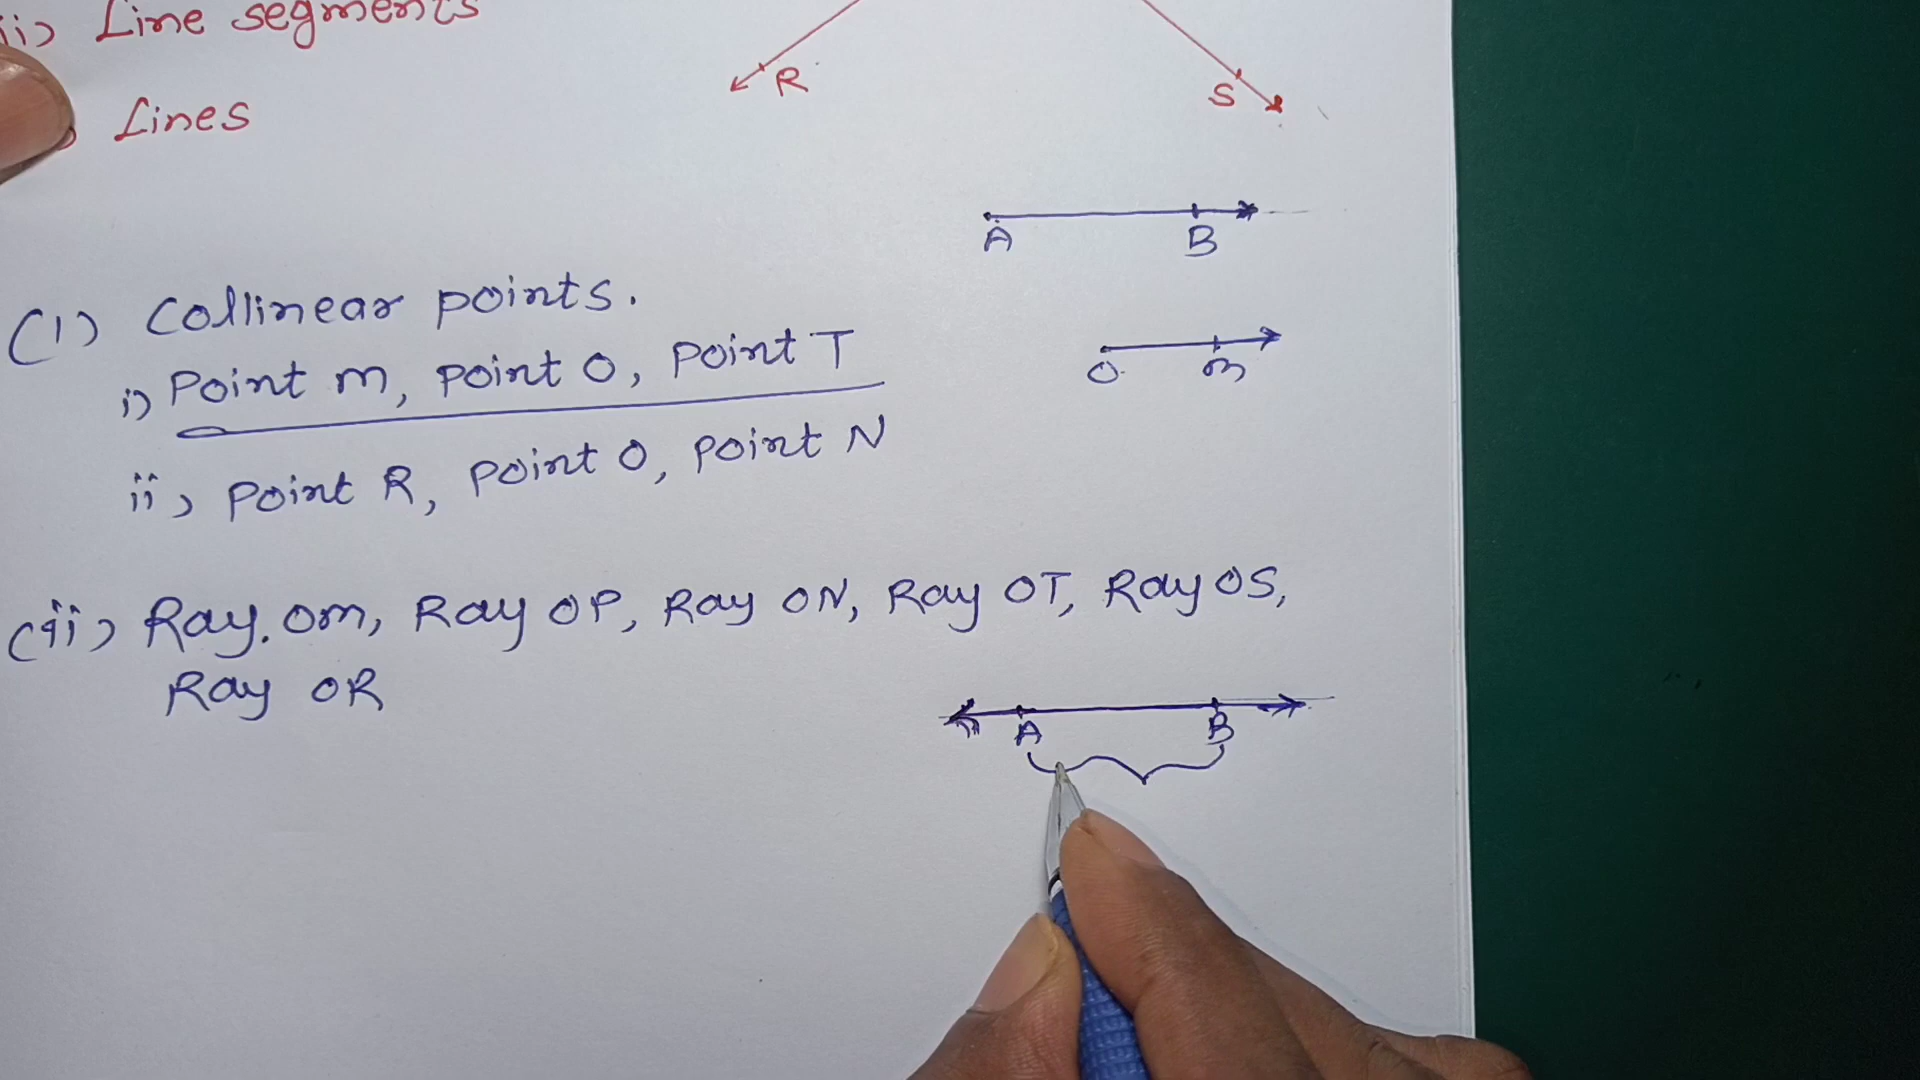 ii) Line segments
Lines
R
S
A B
(1) Collinear points.
i) Point m, point O, point T
O m
ii) point R, point O, point N
(ii) Ray. Om, Ray OP, Ray ON, Ray OT, Ray OS,
Ray OR
A B